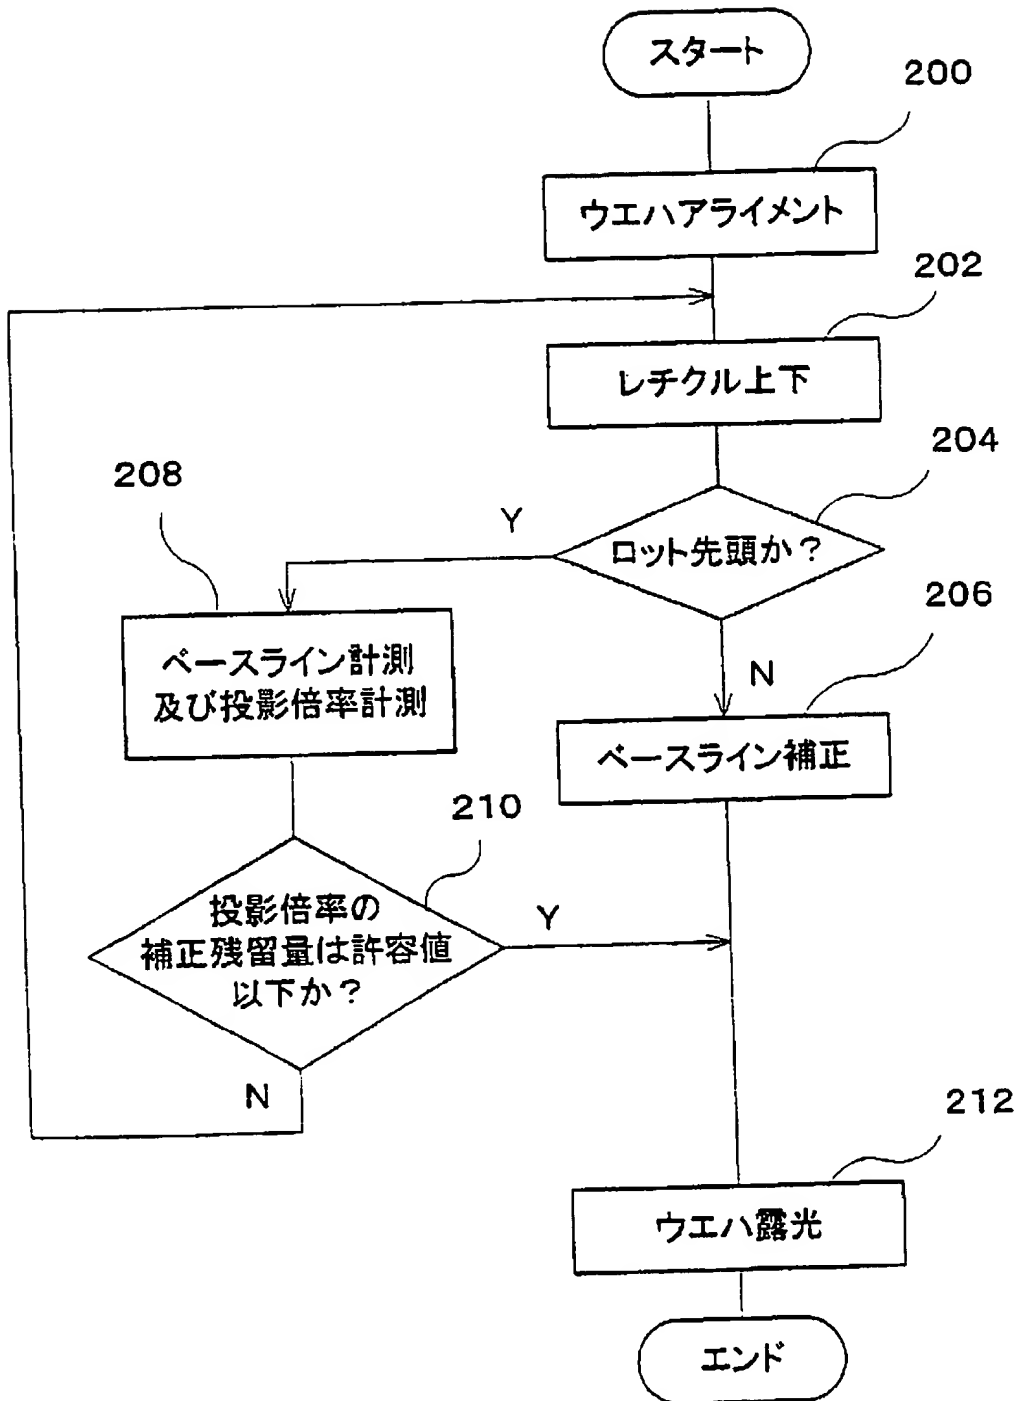 スタート
200
ウエハアライメント
202
レチクル上下
204
ロット先頭か？
Y
208
206
N
ベースライン計測
及び投影倍率計測
ベースライン補正
210
投影倍率の
補正残留量は許容値
以下か？
Y
N
212
ウエハ露光
エンド